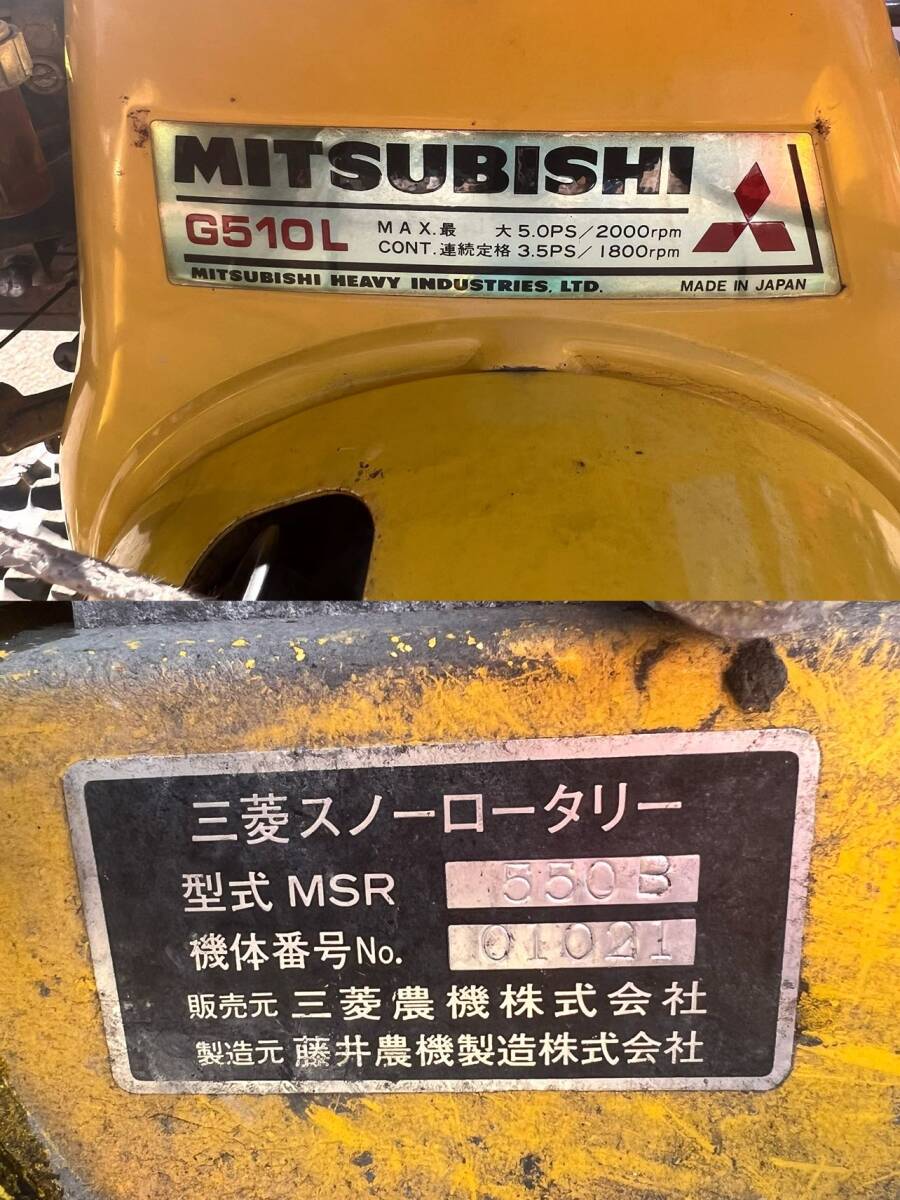 MITSUBISHI
G510L
MAX.最 大 5.0PS/2000rpm
CONT.連続定格 3.5PS/1800rpm
MITSUBISHI HEAVY INDUSTRIES, LTD.
MADE IN JAPAN
三菱スノーロータリー
型式 MSR 550B
機体番号No. 01021
販売元 三菱農機株式会社
製造元 藤井農機製造株式会社